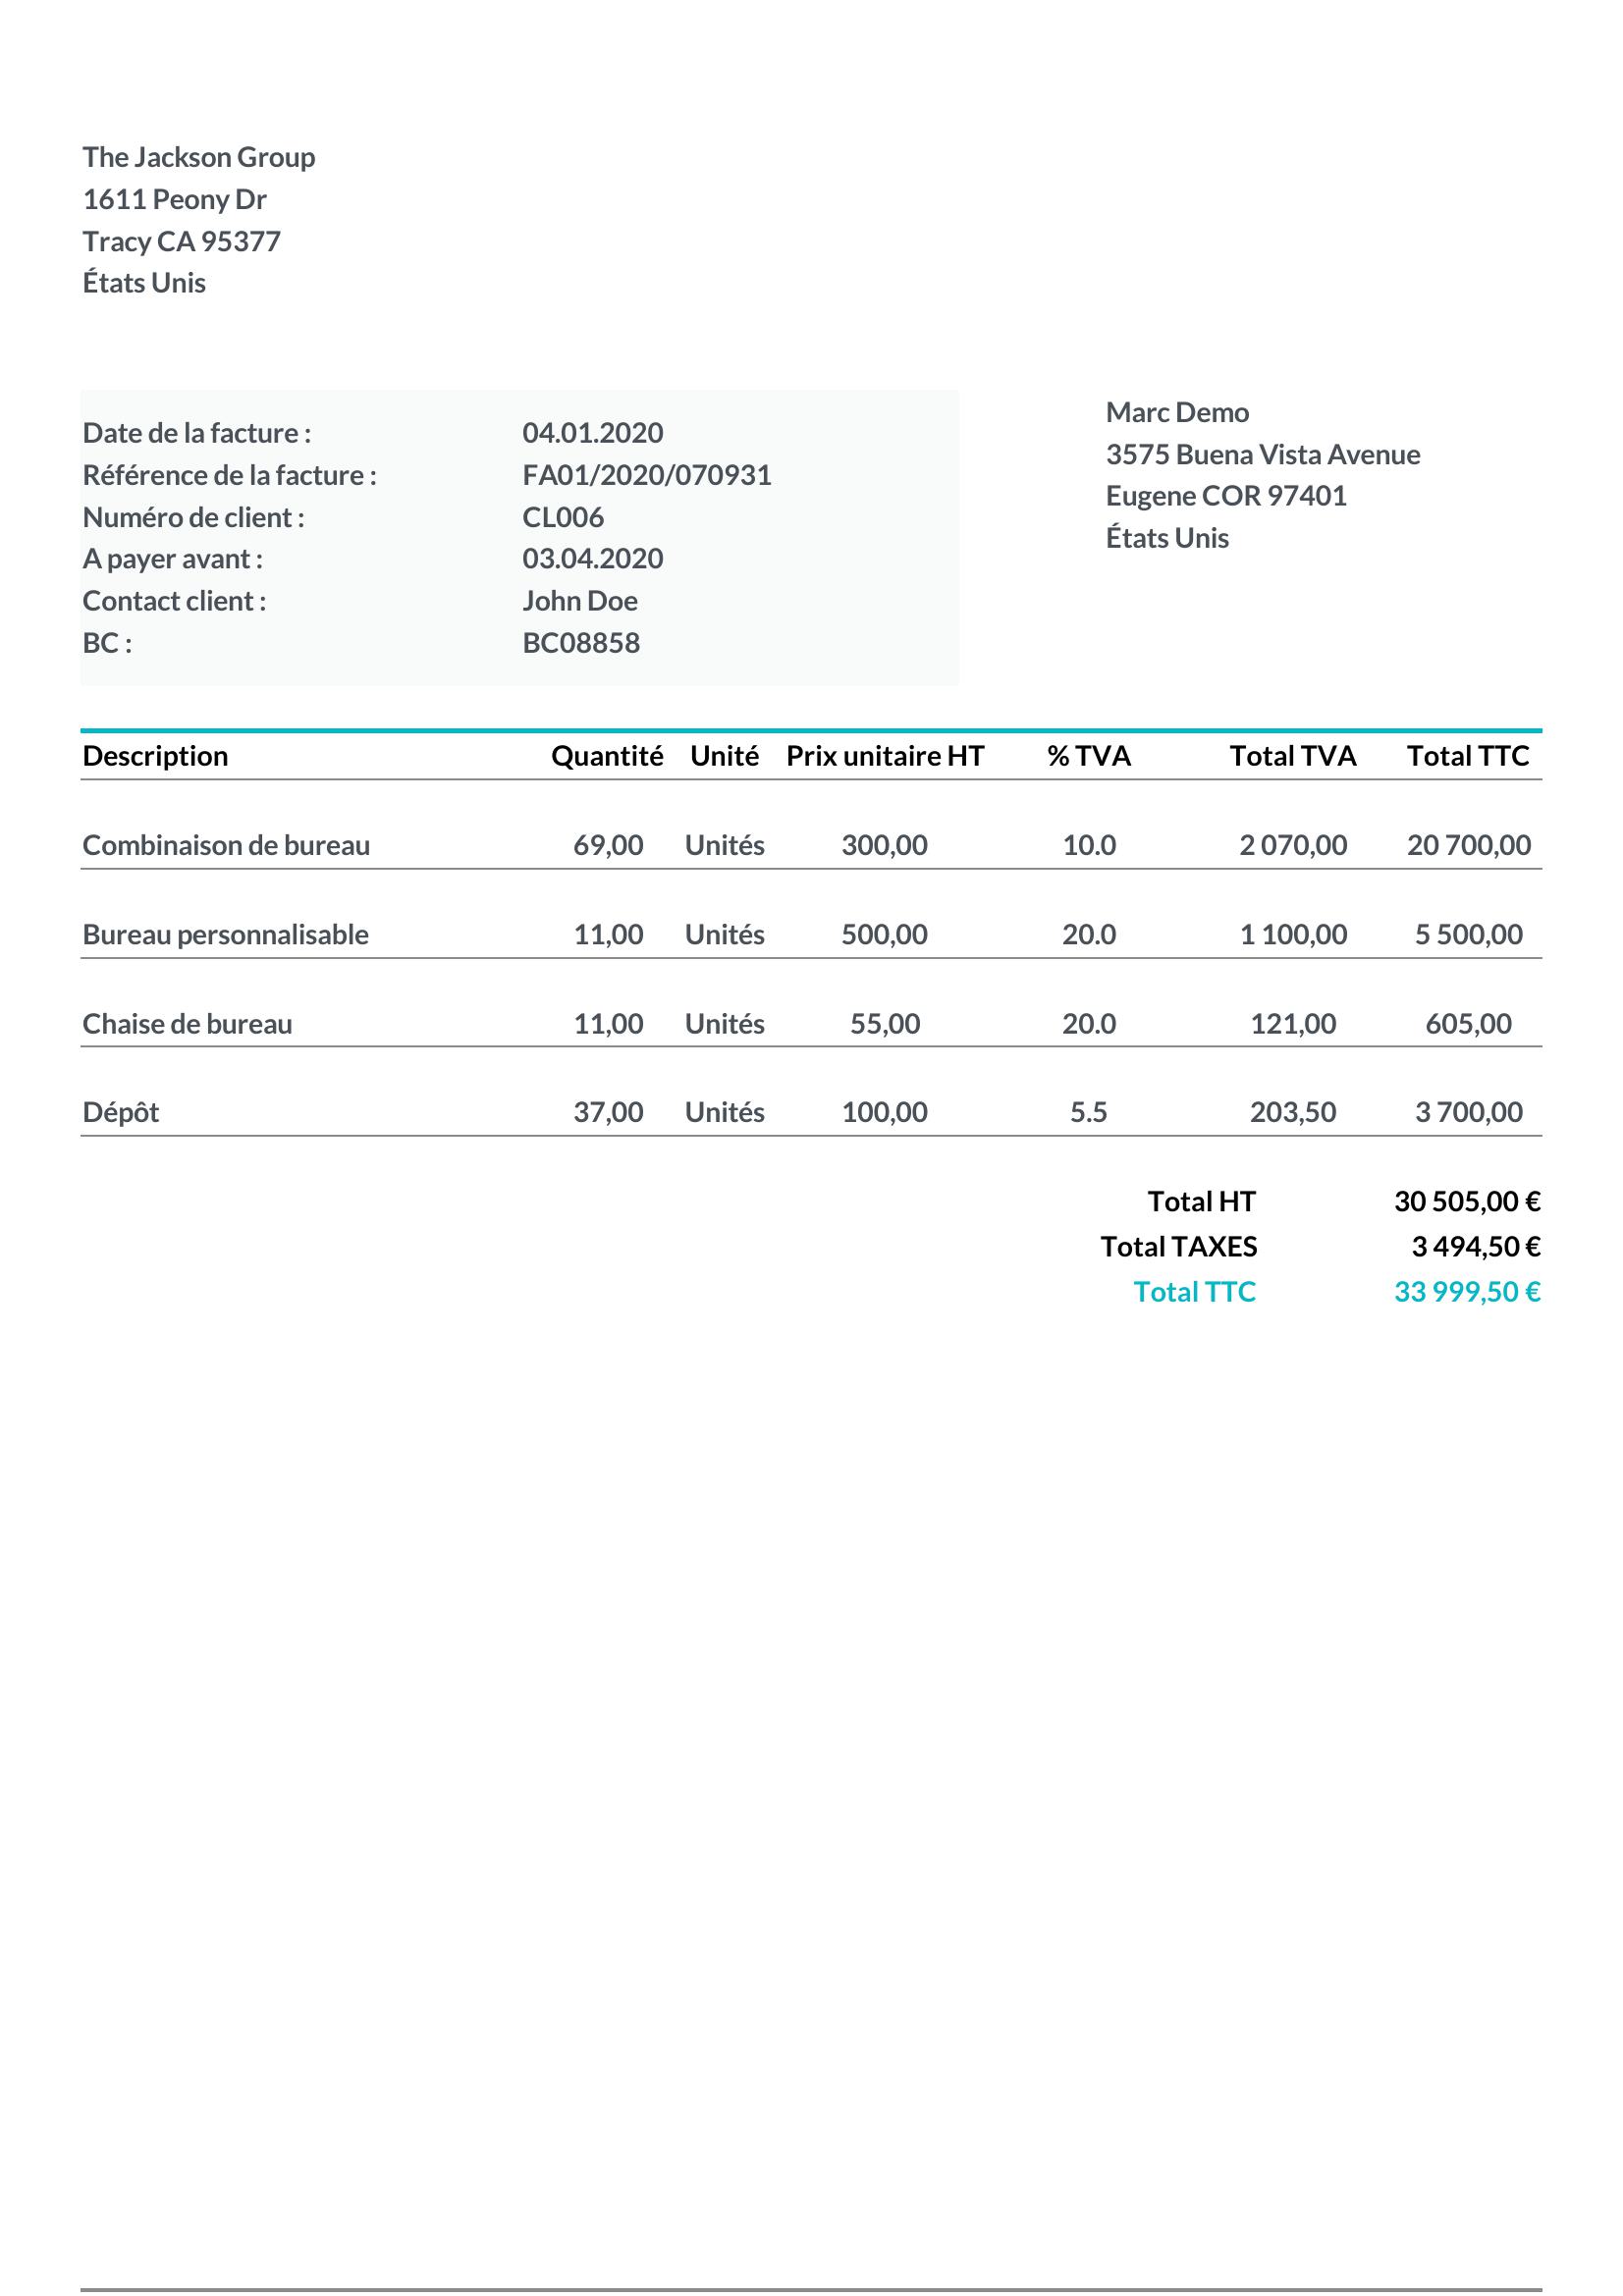 The Jackson Group
1611 Peony Dr
Tracy CA 95377
États Unis
Date de la facture : 04.01.2020
Référence de la facture : FA01/2020/070931
Numéro de client : CL006
A payer avant : 03.04.2020
Contact client : John Doe
BC : BC08858
Marc Demo
3575 Buena Vista Avenue
Eugene COR 97401
États Unis
Description Quantité Unité Prix unitaire HT % TVA Total TVA Total TTC
Combinaison de bureau 69,00 Unités 300,00 10.0 2 070,00 20 700,00
Bureau personnalisable 11,00 Unités 500,00 20.0 1 100,00 5 500,00
Chaise de bureau 11,00 Unités 55,00 20.0 121,00 605,00
Dépôt 37,00 Unités 100,00 5.5 203,50 3 700,00
Total HT 30 505,00 €
Total TAXES 3 494,50 €
Total TTC 33 999,50 €